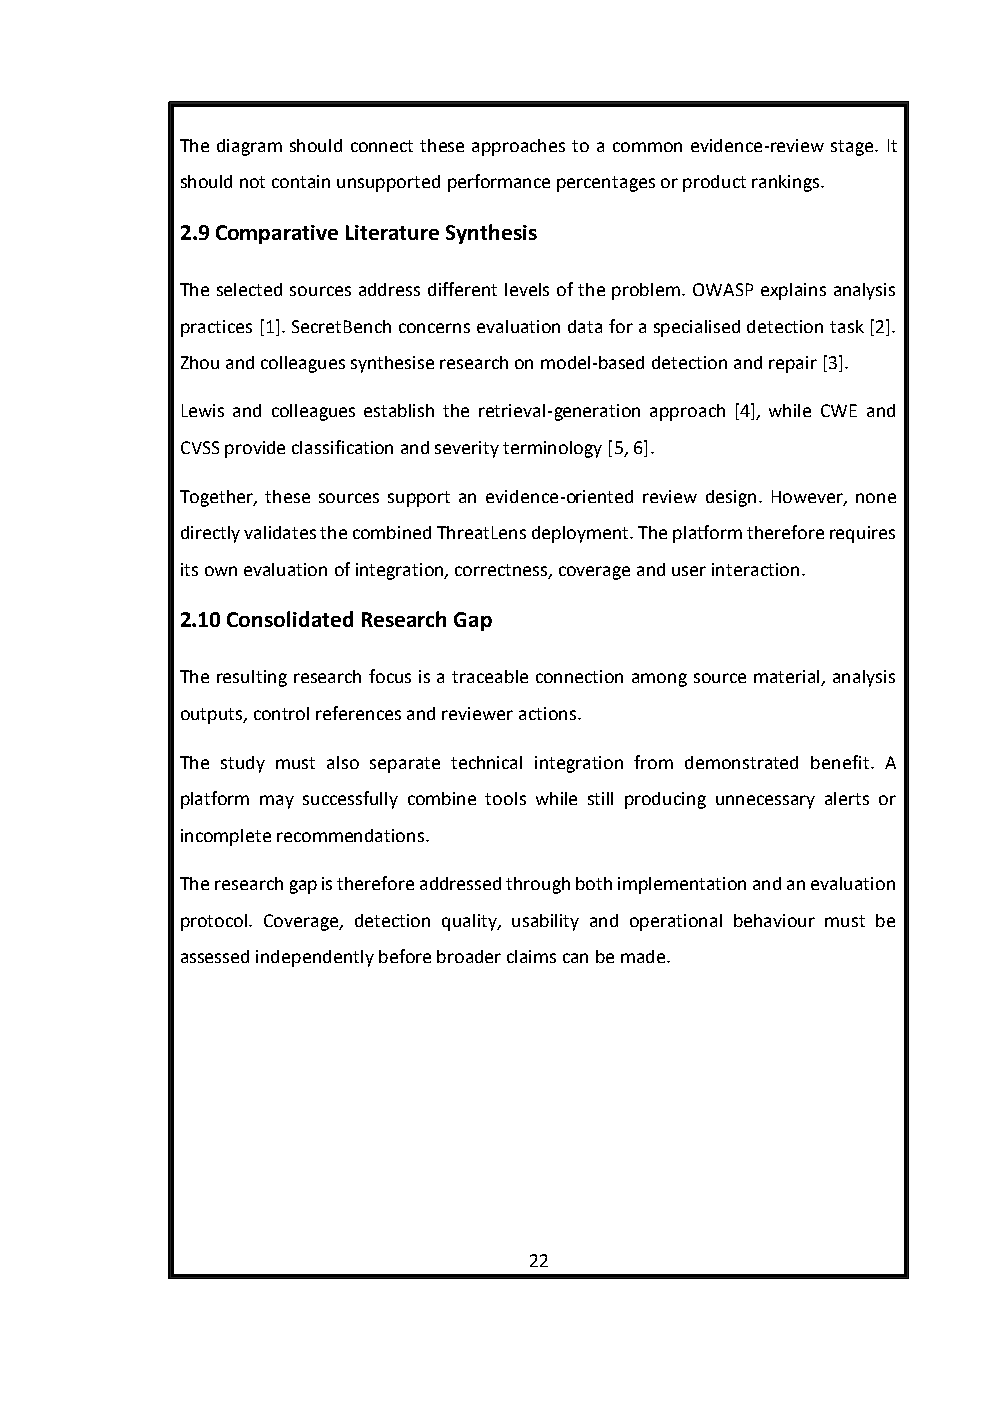 The diagram should connect these approaches to a common evidence-review stage. It
should not contain unsupported performance percentages or product rankings.
2.9 Comparative Literature Synthesis
The selected sources address different levels of the problem. OWASP explains analysis
practices [1]. SecretBench concerns evaluation data for a specialised detection task [2].
Zhou and colleagues synthesise research on model-based detection and repair [3].
Lewis and colleagues establish the retrieval-generation approach [4], while CWE and
CVSS provide classification and severity terminology [5, 6].
Together, these sources support an evidence-oriented review design. However, none
directly validates the combined ThreatLens deployment. The platform therefore requires
its own evaluation of integration, correctness, coverage and user interaction.
2.10 Consolidated Research Gap
The resulting research focus is a traceable connection among source material, analysis
outputs, control references and reviewer actions.
The study must also separate technical integration from demonstrated benefit. A
platform may successfully combine tools while still producing unnecessary alerts or
incomplete recommendations.
The research gap is therefore addressed through both implementation and an evaluation
protocol. Coverage, detection quality, usability and operational behaviour must be
assessed independently before broader claims can be made.
22